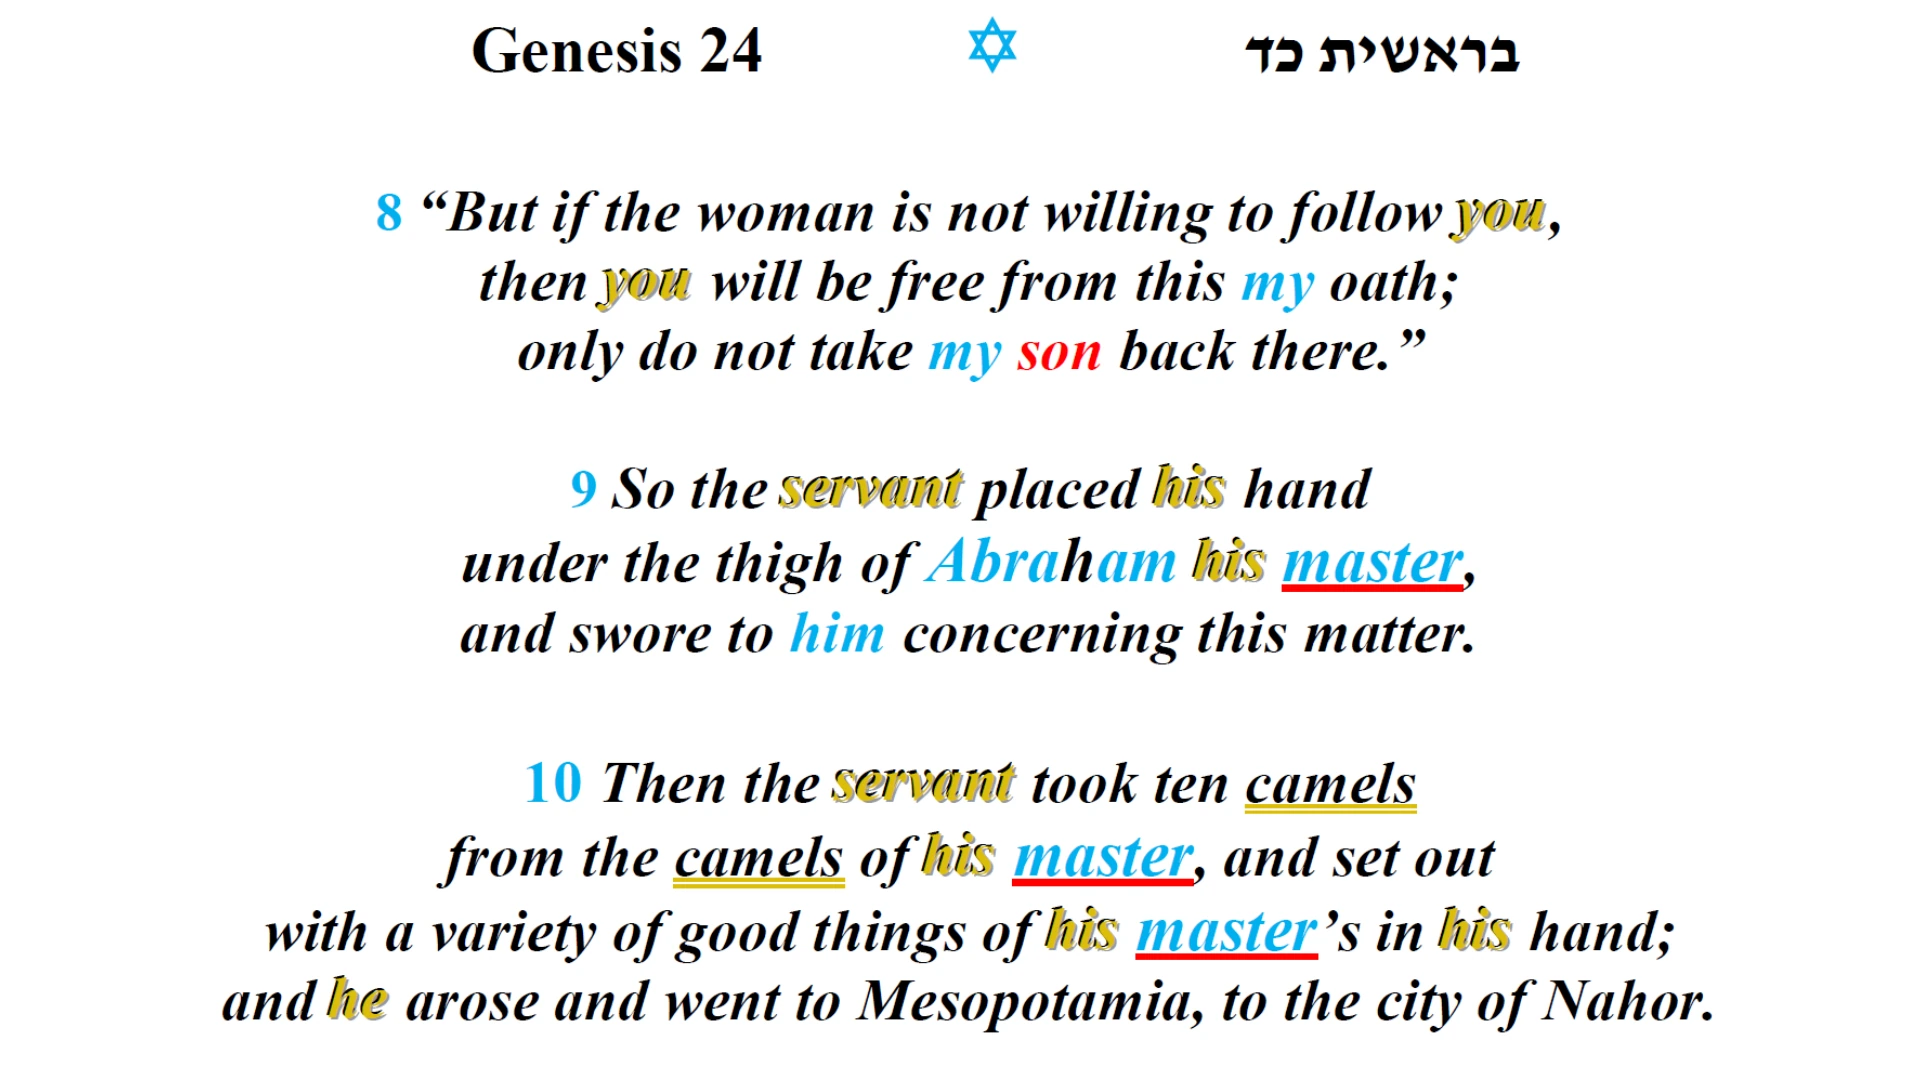 Genesis 24 ✡ בראשית כד
8 “But if the woman is not willing to follow you,
then you will be free from this my oath;
only do not take my son back there.”
9 So the servant placed his hand
under the thigh of Abraham his master,
and swore to him concerning this matter.
10 Then the servant took ten camels
from the camels of his master, and set out
with a variety of good things of his master’s in his hand;
and he arose and went to Mesopotamia, to the city of Nahor.